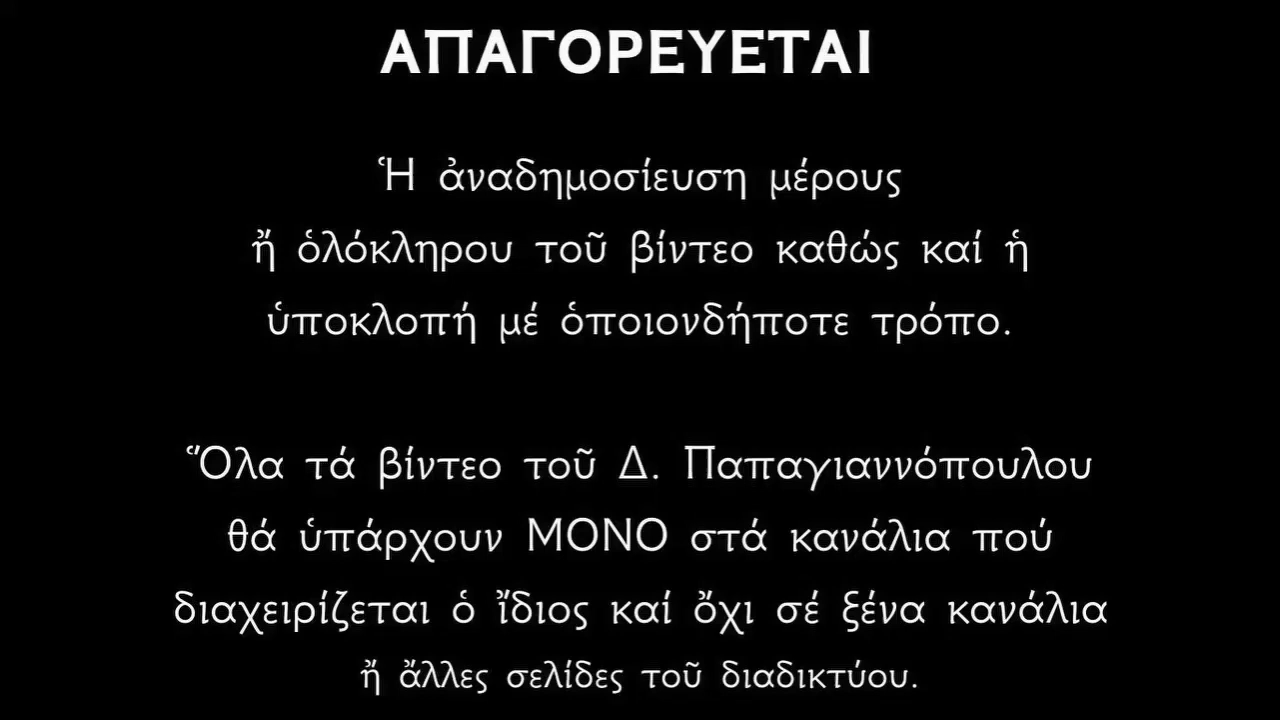 ΑΠΑΓΟΡΕΥΕΤΑΙ
Ἡ ἀναδημοσίευση μέρους
ἤ ὁλόκληρου τοῦ βίντεο καθώς καί ἡ
ὑποκλοπή μέ ὁποιονδήποτε τρόπο.
Ὅλα τά βίντεο τοῦ Δ. Παπαγιαννόπουλου
θά ὑπάρχουν ΜΟΝΟ στά κανάλια πού
διαχειρίζεται ὁ ἴδιος καί ὄχι σέ ξένα κανάλια
ἤ ἄλλες σελίδες τοῦ διαδικτύου.